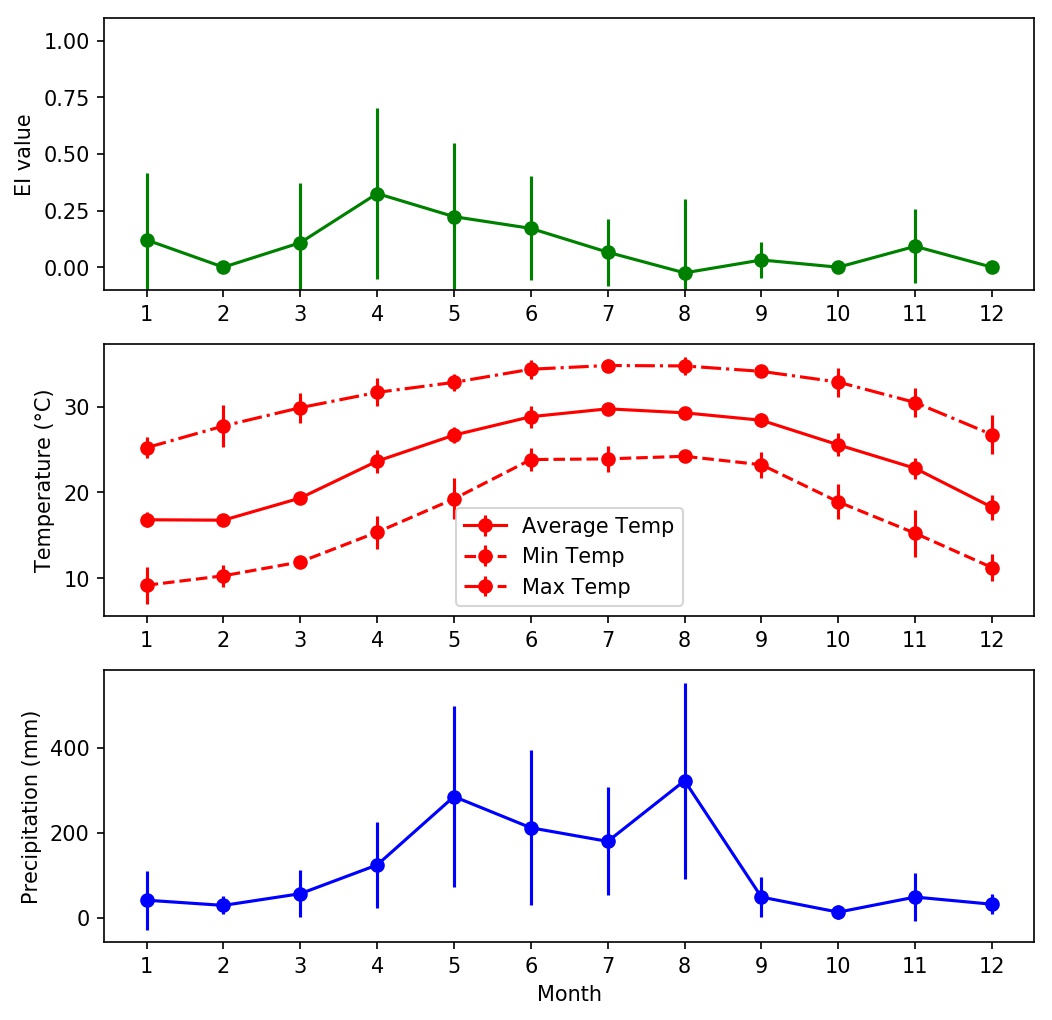 1.00
0.75
0.50
0.25
0.00
EI value
1 2 3 4 5 6 7 8 9 10 11 12
30
20
10
Temperature (°C)
Average Temp
Min Temp
Max Temp
1 2 3 4 5 6 7 8 9 10 11 12
400
200
0
Precipitation (mm)
1 2 3 4 5 6 7 8 9 10 11 12
Month